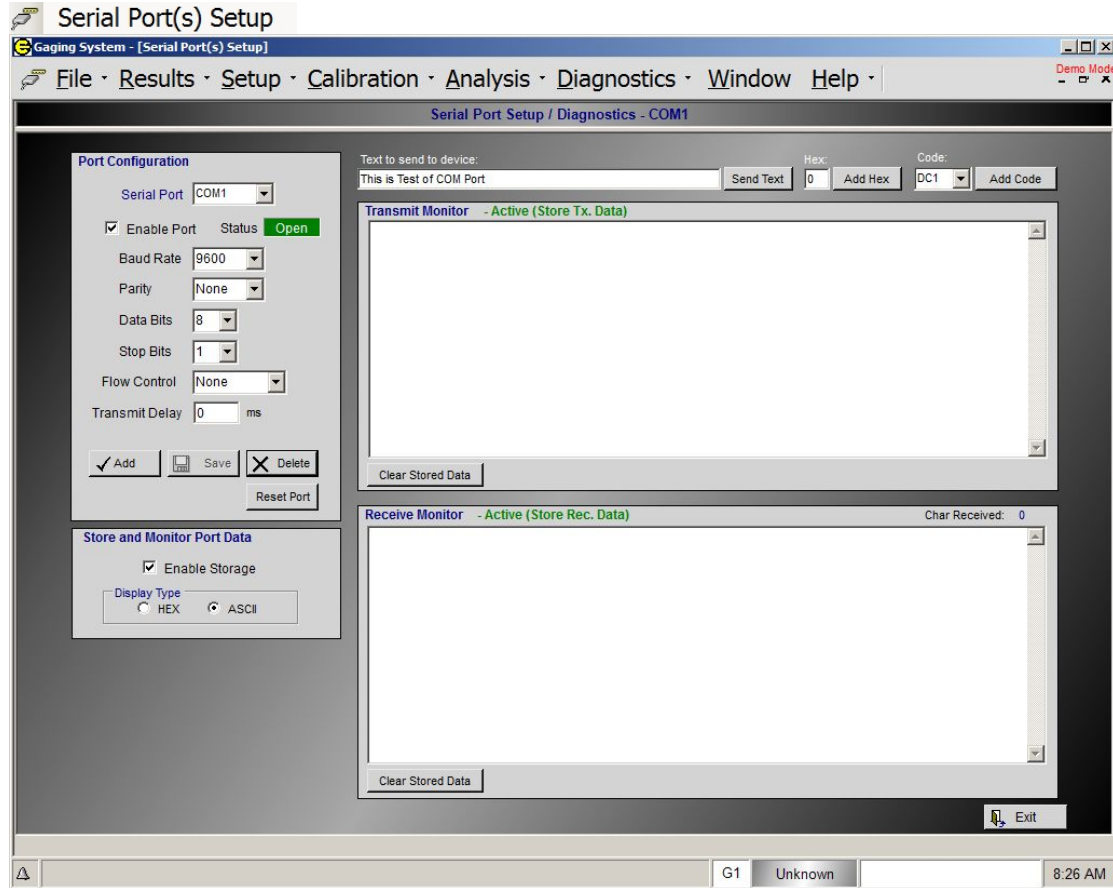 Serial Port(s) Setup
Gaging System - [Serial Port(s) Setup]
File Results Setup Calibration Analysis Diagnostics Window Help
Demo Mode
Serial Port Setup / Diagnostics - COM1
Port Configuration
Serial Port COM1
Enable Port Status Open
Baud Rate 9600
Parity None
Data Bits 8
Stop Bits 1
Flow Control None
Transmit Delay 0 ms
Add Save Delete
Reset Port
Store and Monitor Port Data
Enable Storage
Display Type
HEX ASCII
Text to send to device: Hex: Code:
This is Test of COM Port Send Text 0 Add Hex DC1 Add Code
Transmit Monitor - Active (Store Tx. Data)
Clear Stored Data
Receive Monitor - Active (Store Rec. Data) Char Received: 0
Clear Stored Data
Exit
G1 Unknown 8:26 AM